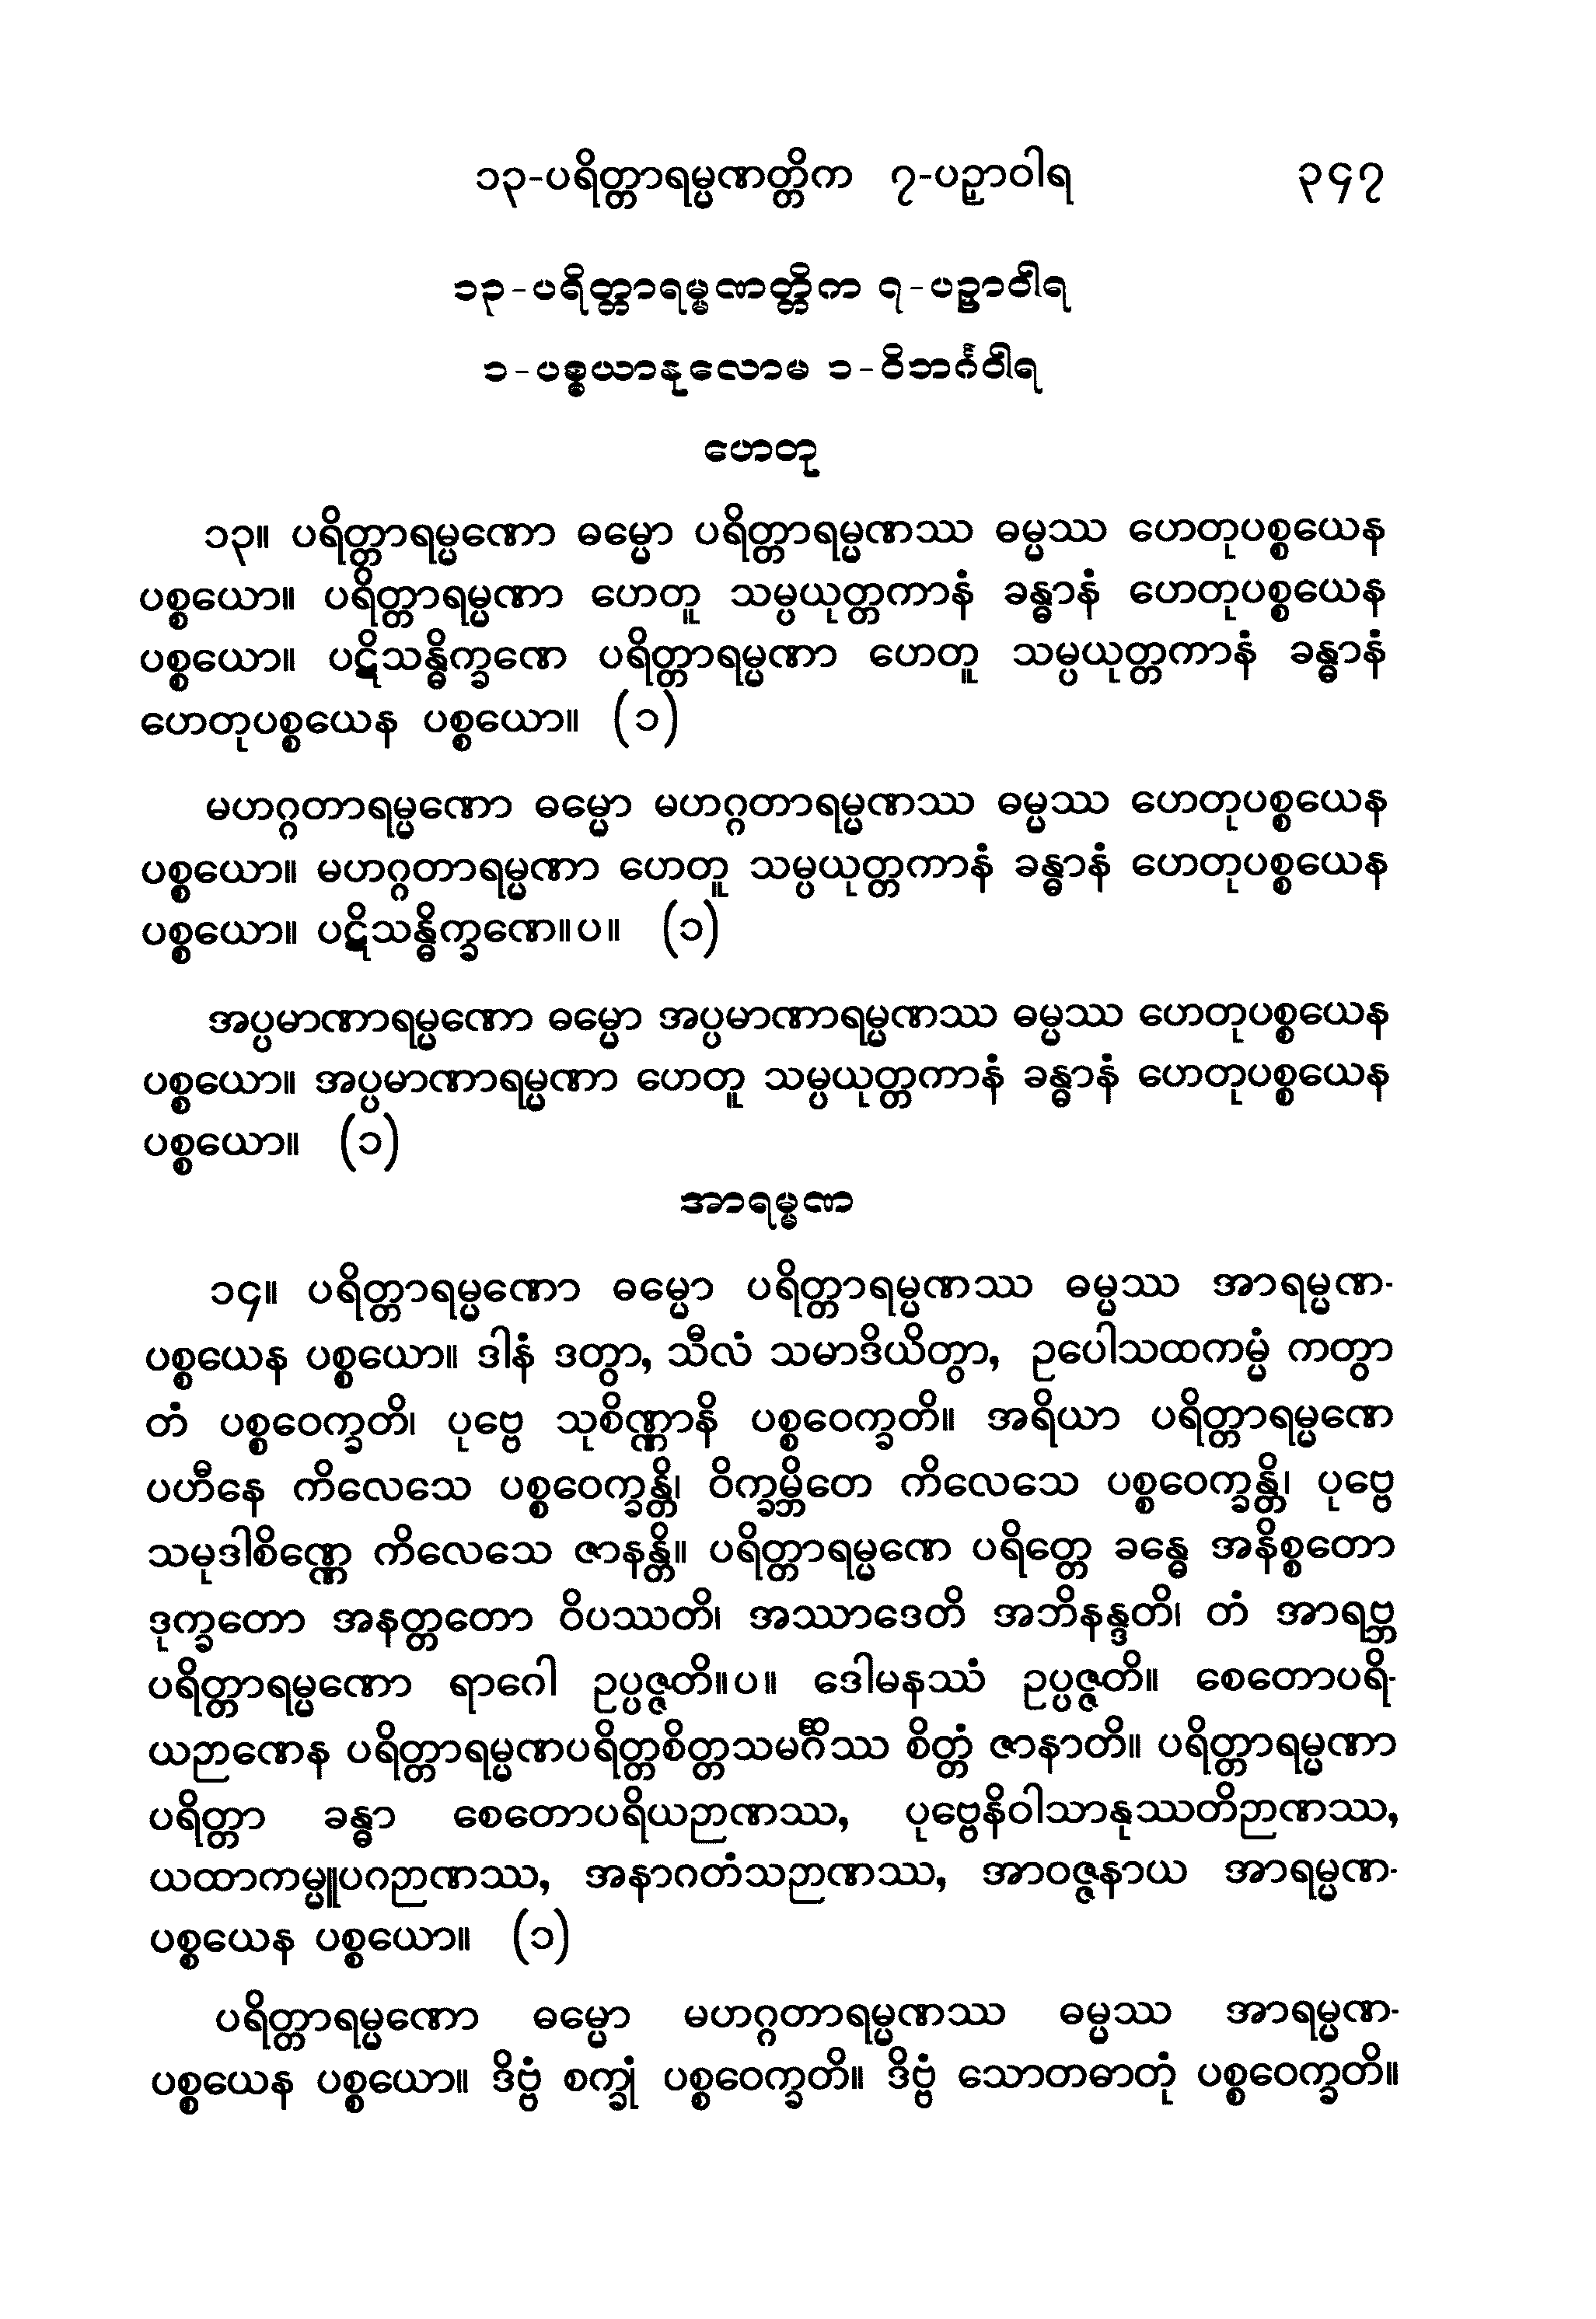 ၁၃-ပရိတ္တာရမ္မဏတ္တိက ၇-ပဉှာဝါရ ၃၄၇
၁၃-ပရိတ္တာရမ္မဏတ္တိက ၇-ပဉှာဝါရ
၁-ပစ္စယာနုလောမ ၁-ဝိဘင်္ဂဝါရ
ဟေတု
၁၃။ ပရိတ္တာရမ္မဏော ဓမ္မော ပရိတ္တာရမ္မဏဿ ဓမ္မဿ ဟေတုပစ္စယေန
ပစ္စယော။ ပရိတ္တာရမ္မဏာ ဟေတူ သမ္ပယုတ္တကာနံ ခန္ဓာနံ ဟေတုပစ္စယေန
ပစ္စယော။ ပဋိသန္ဓိက္ခဏေ ပရိတ္တာရမ္မဏာ ဟေတူ သမ္ပယုတ္တကာနံ ခန္ဓာနံ
ဟေတုပစ္စယေန ပစ္စယော။ (၁)
မဟဂ္ဂတာရမ္မဏော ဓမ္မော မဟဂ္ဂတာရမ္မဏဿ ဓမ္မဿ ဟေတုပစ္စယေန
ပစ္စယော။ မဟဂ္ဂတာရမ္မဏာ ဟေတူ သမ္ပယုတ္တကာနံ ခန္ဓာနံ ဟေတုပစ္စယေန
ပစ္စယော။ ပဋိသန္ဓိက္ခဏေ။ပ။ (၁)
အပ္ပမာဏာရမ္မဏော ဓမ္မော အပ္ပမာဏာရမ္မဏဿ ဓမ္မဿ ဟေတုပစ္စယေန
ပစ္စယော။ အပ္ပမာဏာရမ္မဏာ ဟေတူ သမ္ပယုတ္တကာနံ ခန္ဓာနံ ဟေတုပစ္စယေန
ပစ္စယော။ (၁)
အာရမ္မဏ
၁၄။ ပရိတ္တာရမ္မဏော ဓမ္မော ပရိတ္တာရမ္မဏဿ ဓမ္မဿ အာရမ္မဏ-
ပစ္စယေန ပစ္စယော။ ဒါနံ ဒတွာ, သီလံ သမာဒိယိတွာ, ဥပေါသထကမ္မံ ကတွာ
တံ ပစ္စဝေက္ခတိ၊ ပုဗ္ဗေ သုစိဏ္ဏာနိ ပစ္စဝေက္ခတိ။ အရိယာ ပရိတ္တာရမ္မဏေ
ပဟီနေ ကိလေသေ ပစ္စဝေက္ခန္တိ၊ ဝိက္ခမ္ဘိတေ ကိလေသေ ပစ္စဝေက္ခန္တိ၊ ပုဗ္ဗေ
သမုဒါစိဏ္ဏေ ကိလေသေ ဇာနန္တိ။ ပရိတ္တာရမ္မဏေ ပရိတ္တေ ခန္ဓေ အနိစ္စတော
ဒုက္ခတော အနတ္တတော ဝိပဿတိ၊ အဿာဒေတိ အဘိနန္ဒတိ၊ တံ အာရဗ္ဘ
ပရိတ္တာရမ္မဏော ရာဂေါ ဥပ္ပဇ္ဇတိ။ပ။ ဒေါမနဿံ ဥပ္ပဇ္ဇတိ။ စေတောပရိ-
ယဉာဏေန ပရိတ္တာရမ္မဏပရိတ္တစိတ္တသမင်္ဂိဿ စိတ္တံ ဇာနာတိ။ ပရိတ္တာရမ္မဏာ
ပရိတ္တာ ခန္ဓာ စေတောပရိယဉာဏဿ, ပုဗ္ဗေနိဝါသာနုဿတိဉာဏဿ,
ယထာကမ္မူပဂဉာဏဿ, အနာဂတံသဉာဏဿ, အာဝဇ္ဇနာယ အာရမ္မဏ-
ပစ္စယေန ပစ္စယော။ (၁)
ပရိတ္တာရမ္မဏော ဓမ္မော မဟဂ္ဂတာရမ္မဏဿ ဓမ္မဿ အာရမ္မဏ-
ပစ္စယေန ပစ္စယော။ ဒိဗ္ဗံ စက္ခုံ ပစ္စဝေက္ခတိ။ ဒိဗ္ဗံ သောတဓာတုံ ပစ္စဝေက္ခတိ။